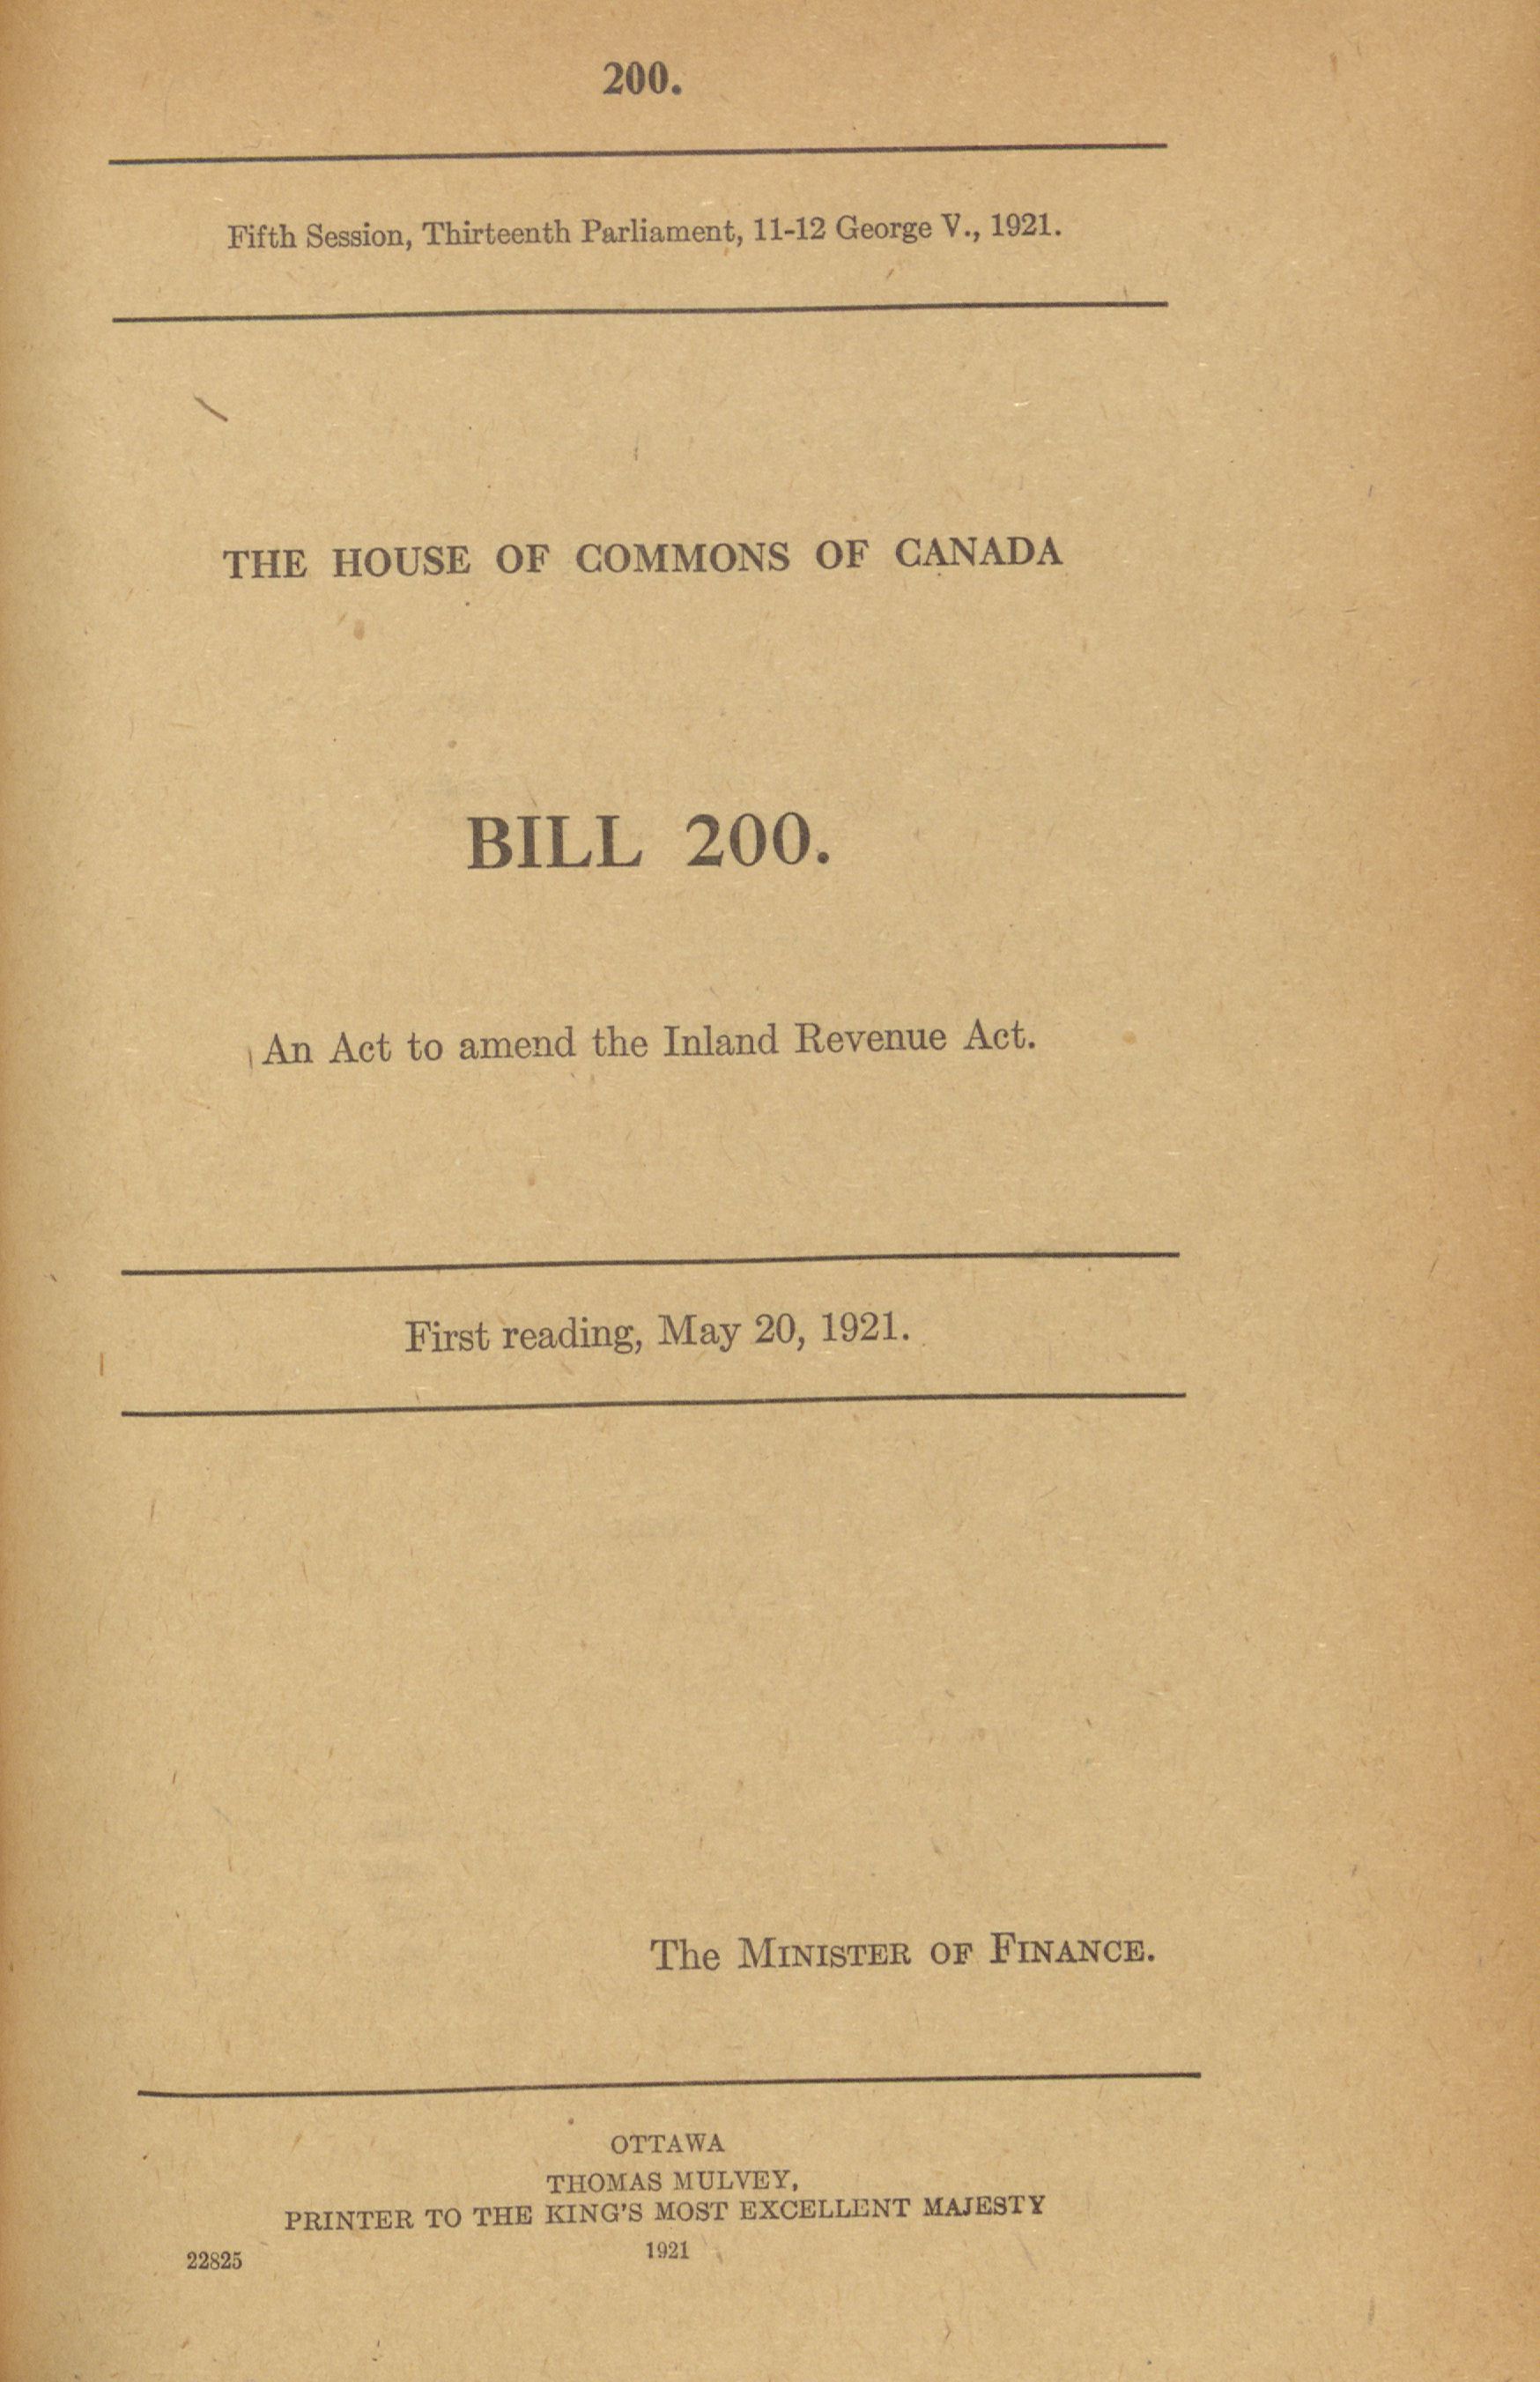 200.
Fifth Session, Thirteenth Parliament, 11-12 George V., 1921.
THE HOUSE OF COMMONS OF CANADA
BILL 200.
An Act to amend the Inland Revenue Act.
First reading, May 20, 1921.
The MINISTER OF FINANCE.
OTTAWA
THOMAS MULVEY,
PRINTER TO THE KING'S MOST EXCELLENT MAJESTY
1921
22825